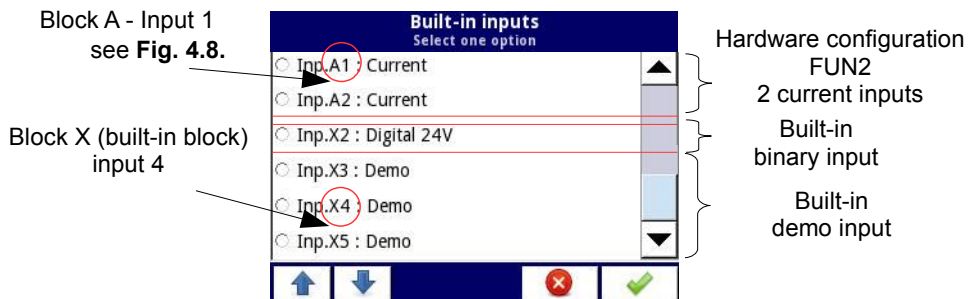 Block A - Input 1
see Fig. 4.8.
Block X (built-in block)
input 4
Built-in inputs
Select one option
Inp.A1 : Current
Inp.A2 : Current
Inp.X2 : Digital 24V
Inp.X3 : Demo
Inp.X4 : Demo
Inp.X5 : Demo
Hardware configuration
FUN2
2 current inputs
Built-in
binary input
Built-in
demo input